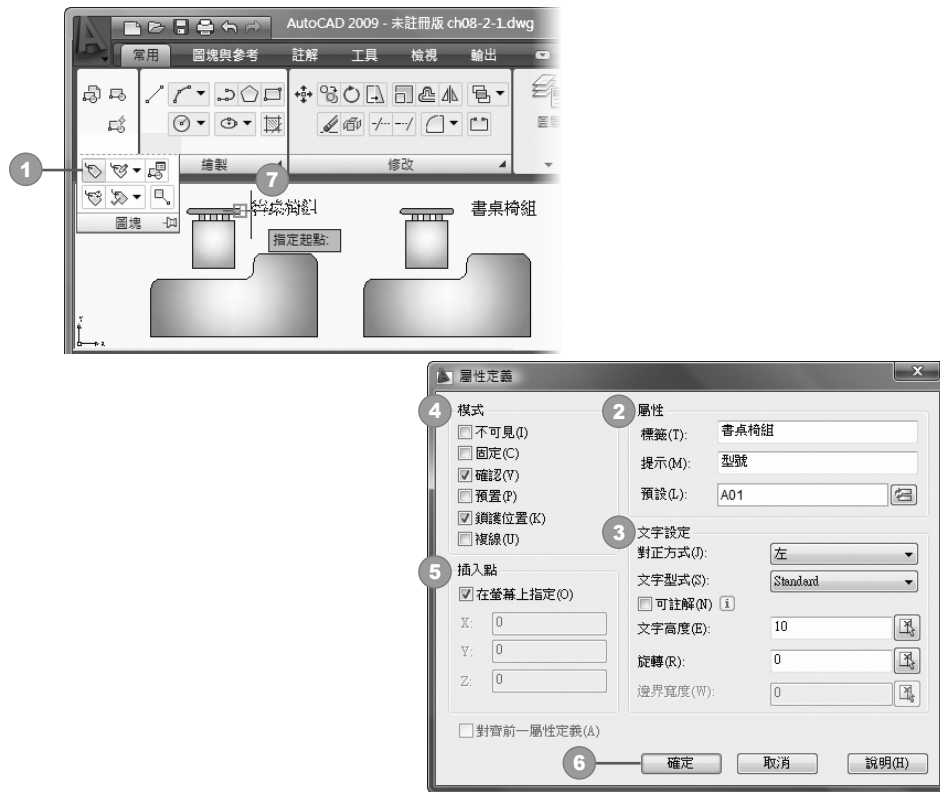 AutoCAD 2009 - 未註冊版 ch08-2-1.dwg
常用 圖塊與參考 註解 工具 檢視 輸出
繪製 修改
1
7
圖塊
書桌椅組
指定起點:
屬性定義
4 模式
不可見(I)
固定(C)
確認(V)
預置(P)
鎖護位置(K)
複線(U)
5 插入點
在螢幕上指定(O)
X: 0
Y: 0
Z: 0
對齊前一屬性定義(A)
2 屬性
標籤(T): 書桌椅組
提示(M): 型號
預設(L): A01
3 文字設定
對正方式(J): 左
文字型式(S): Standard
可註解(N)
文字高度(E): 10
旋轉(R): 0
邊界寬度(W): 0
6 確定 取消 說明(H)